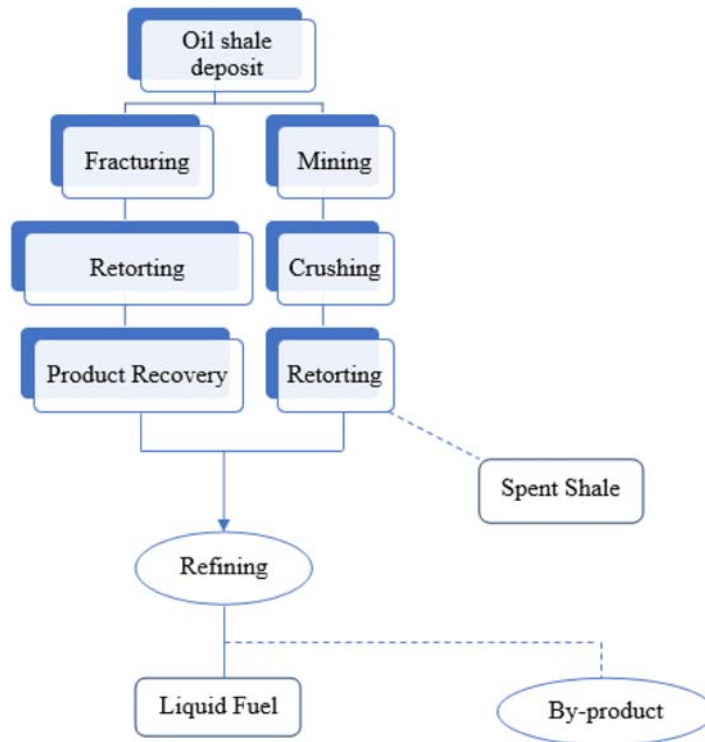 Oil shale
deposit
Fracturing
Mining
Retorting
Crushing
Product Recovery
Retorting
Spent Shale
Refining
Liquid Fuel
By-product